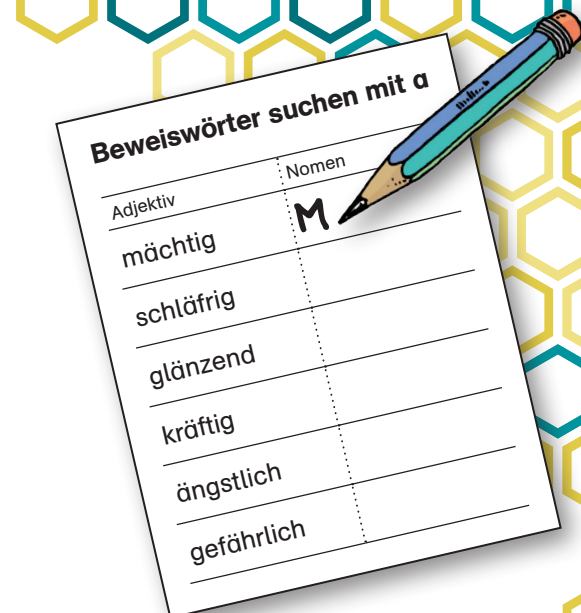 Beweiswörter suchen mit a
Adjektiv Nomen
mächtig M
schläfrig
glänzend
kräftig
ängstlich
gefährlich